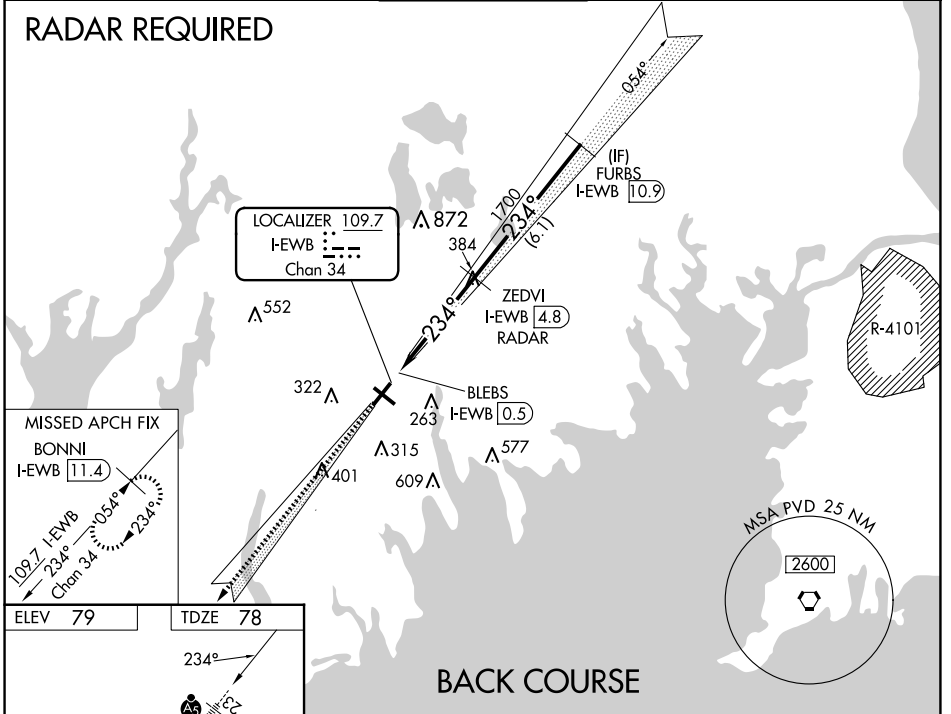 RADAR REQUIRED
054°
(IF)
FURBS
I-EWB 10.9
1700
234°
(6.1)
LOCALIZER 109.7
I-EWB
Chan 34
872
384
ZEDVI
I-EWB 4.8
RADAR
552
234°
R-4101
322
BLEBS
I-EWB 0.5
263
315
577
401
609
MISSED APCH FIX
BONNI
I-EWB 11.4
054°
234°
109.7 I-EWB
234°
Chan 34
MSA PVD 25 NM
2600
ELEV 79
TDZE 78
234°
A5
23
BACK COURSE